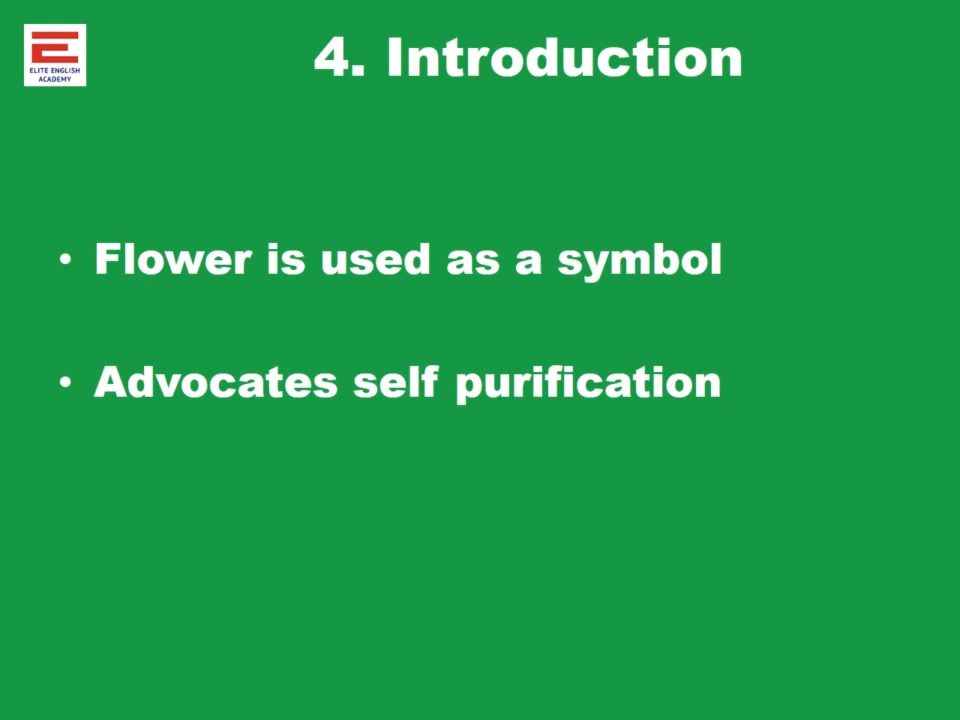 ELITE ENGLISH
ACADEMY
4. Introduction
• Flower is used as a symbol
• Advocates self purification